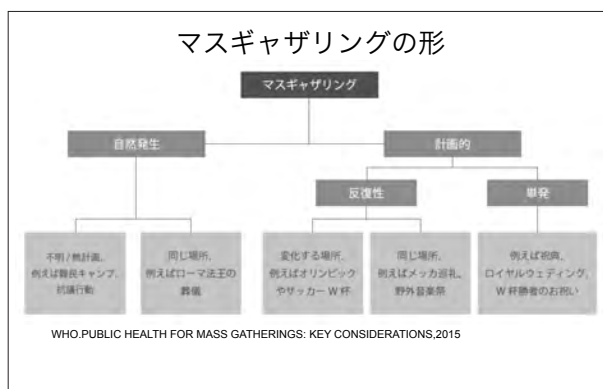 マスギャザリングの形
マスギャザリング
自然発生
計画的
反復性
単発
不明/無計画、
例えば難民キャンプ、
抗議行動
同じ場所、
例えばローマ法王の
葬儀
変化する場所、
例えばオリンピック
やサッカーW杯
同じ場所、
例えばメッカ巡礼、
野外音楽祭
例えば祝典、
ロイヤルウェディング、
W杯勝者のお祝い
WHO.PUBLIC HEALTH FOR MASS GATHERINGS: KEY CONSIDERATIONS,2015